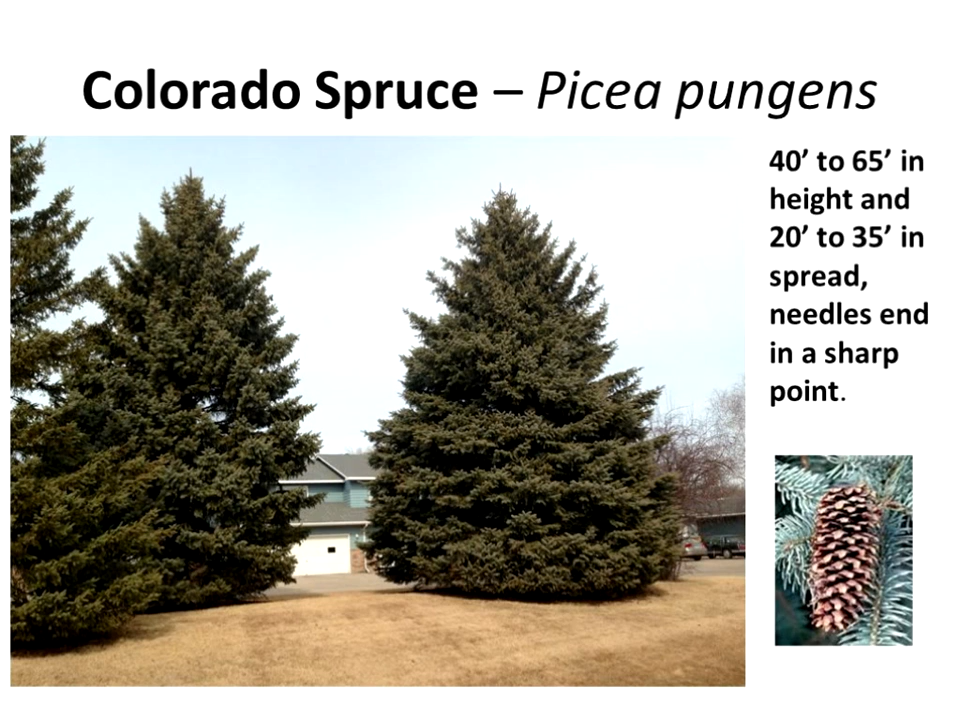 Colorado Spruce – Picea pungens
40’ to 65’ in
height and
20’ to 35’ in
spread,
needles end
in a sharp
point.